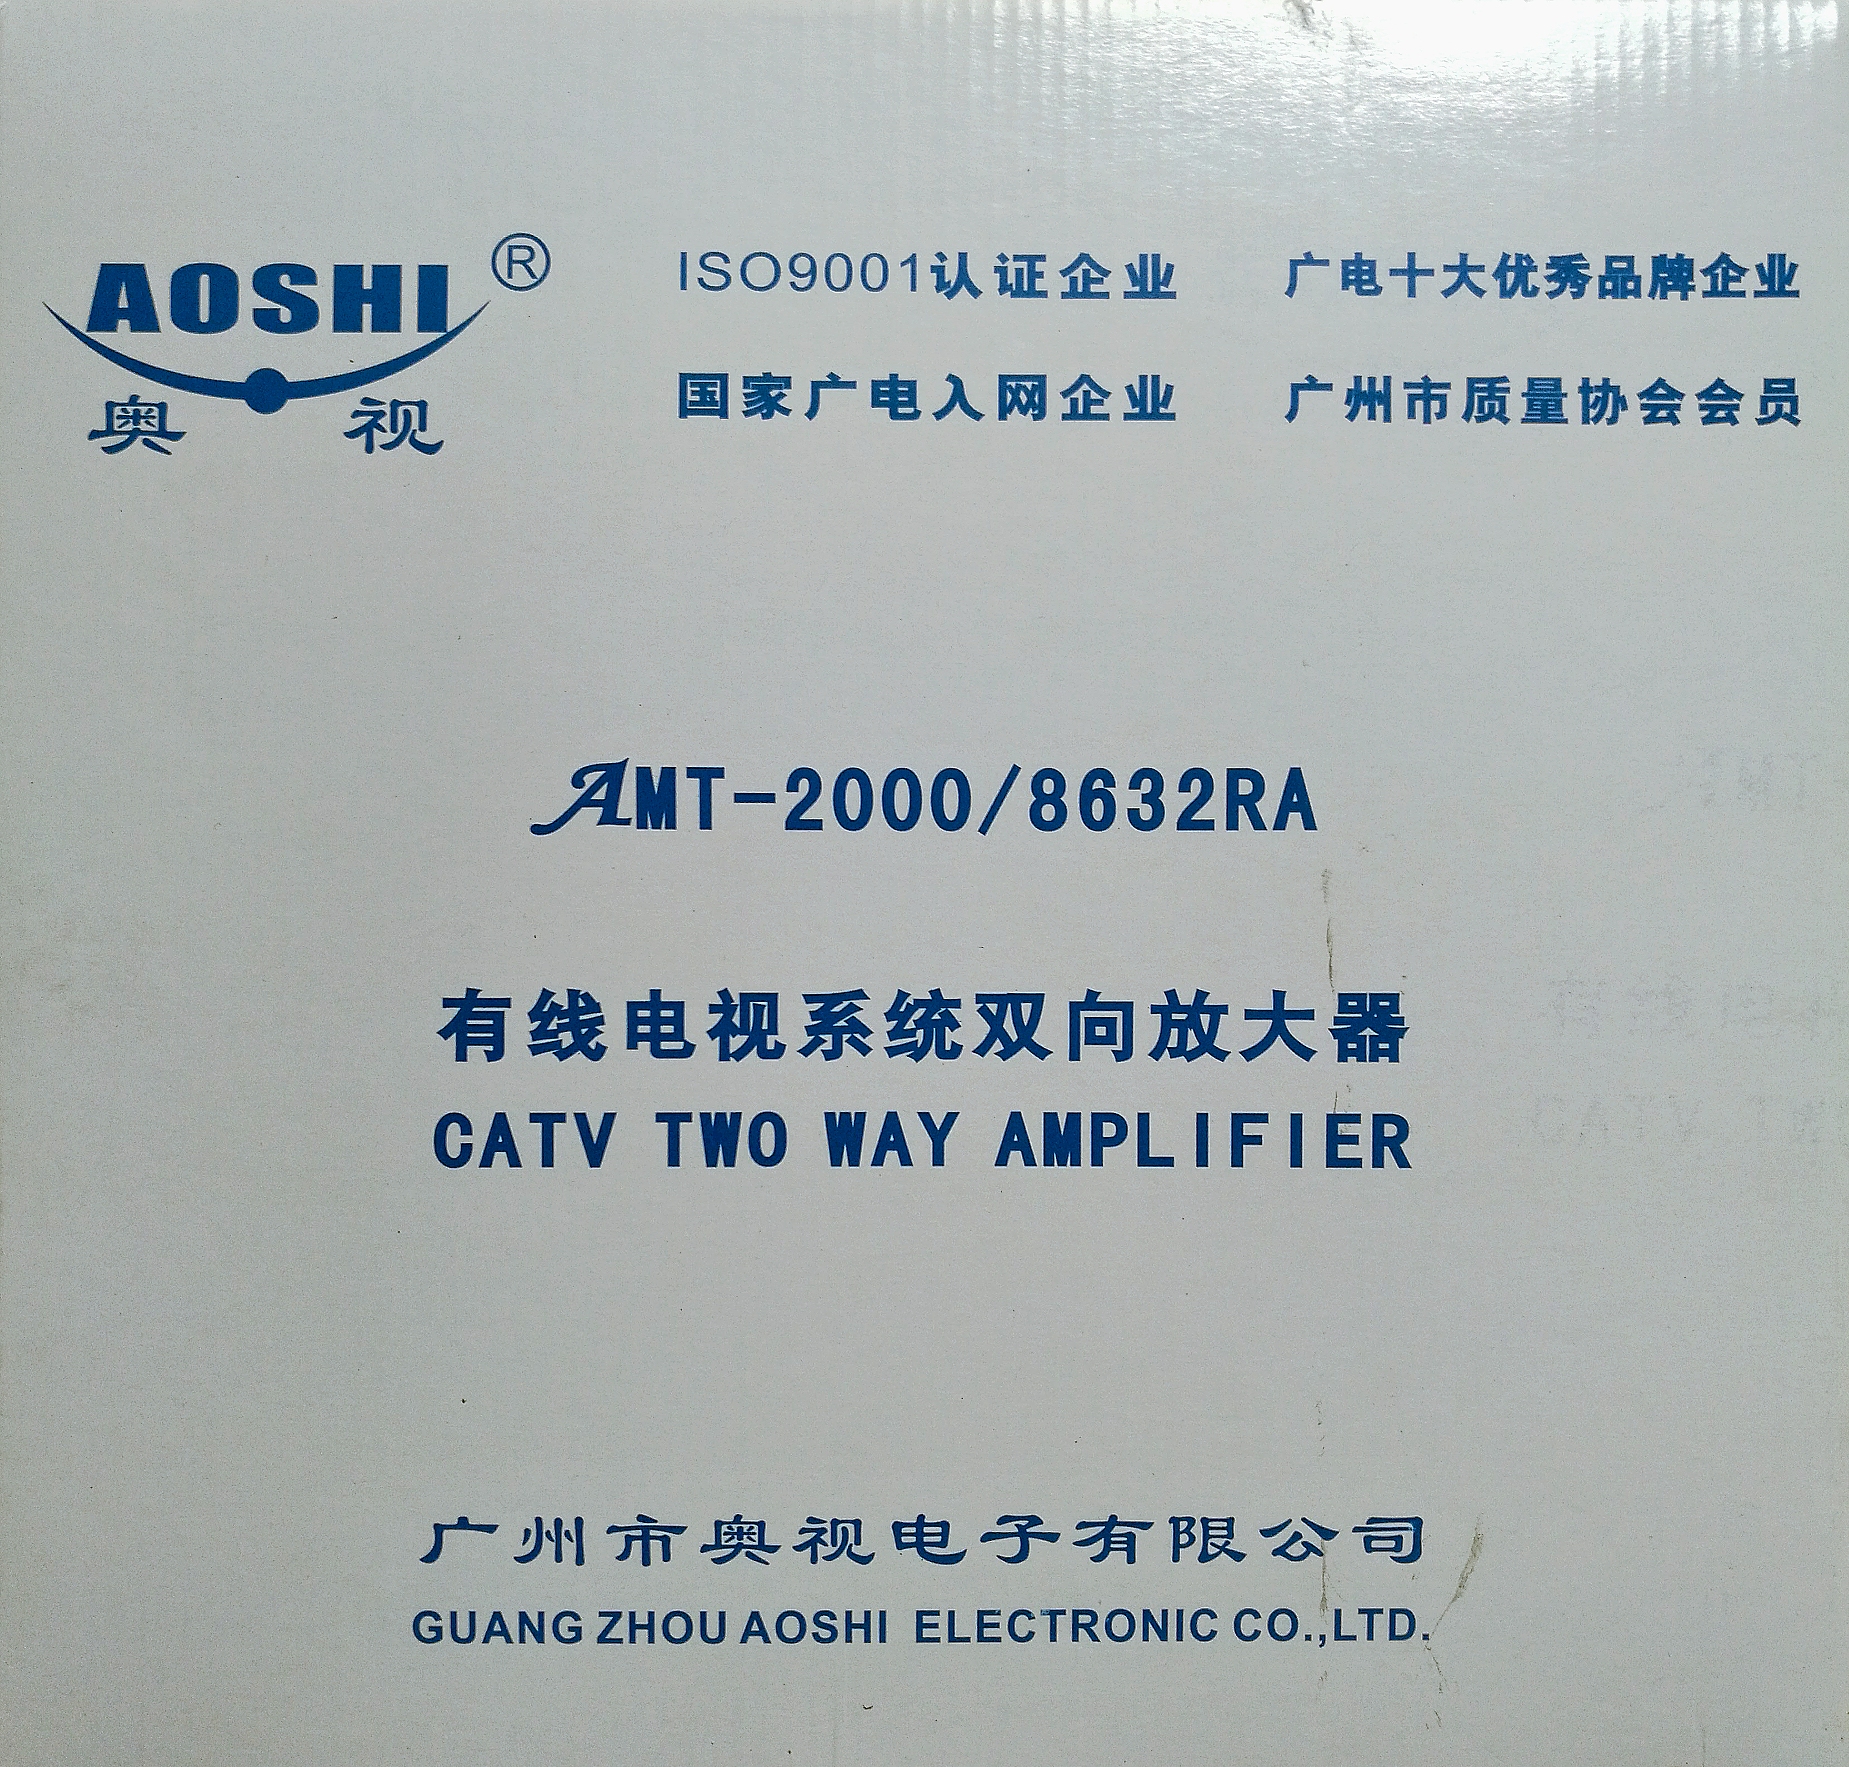 AOSHI®
奥 视
ISO9001认证企业 广电十大优秀品牌企业
国家广电入网企业 广州市质量协会会员
AMT-2000/8632RA
有线电视系统双向放大器
CATV TWO WAY AMPLIFIER
广州市奥视电子有限公司
GUANG ZHOU AOSHI ELECTRONIC CO.,LTD.